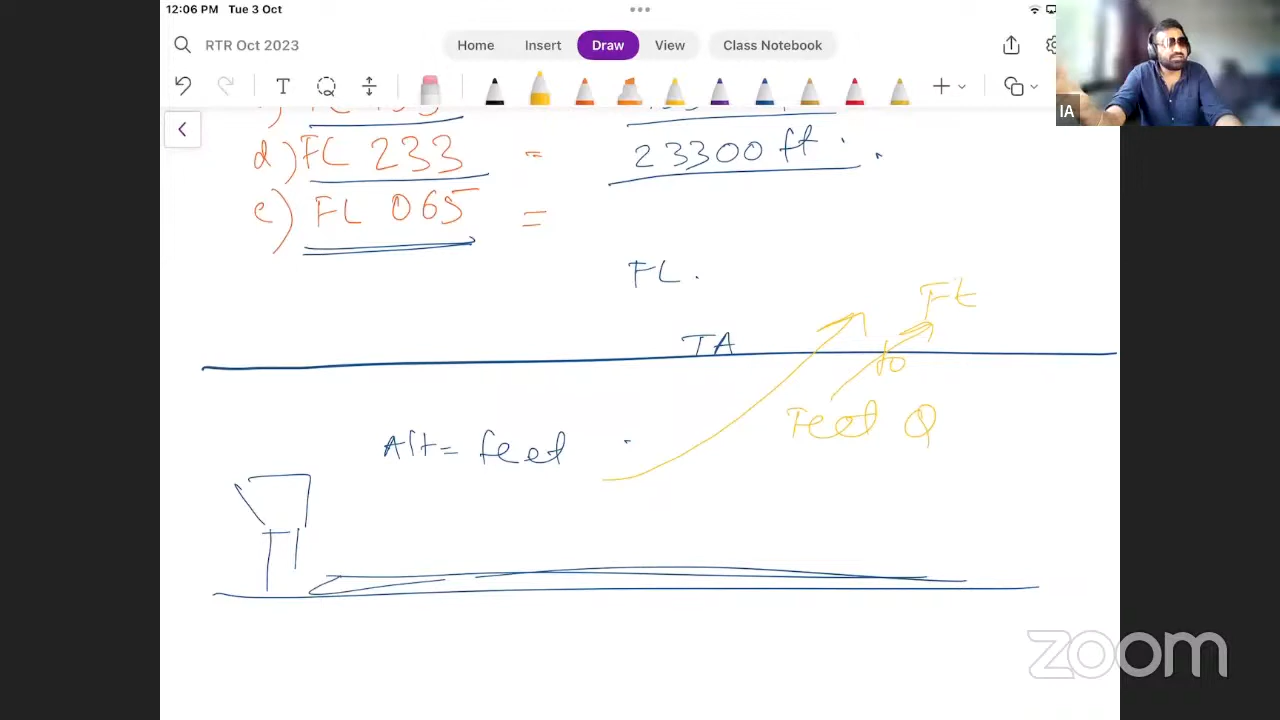 12:06 PM Tue 3 Oct
RTR Oct 2023
Home Insert Draw View Class Notebook
T
IA
d) FL 233 = 23300 ft.
e) FL 065 =
FL.
Ft
TA
to
Feet Q
Alt = feet
zoom